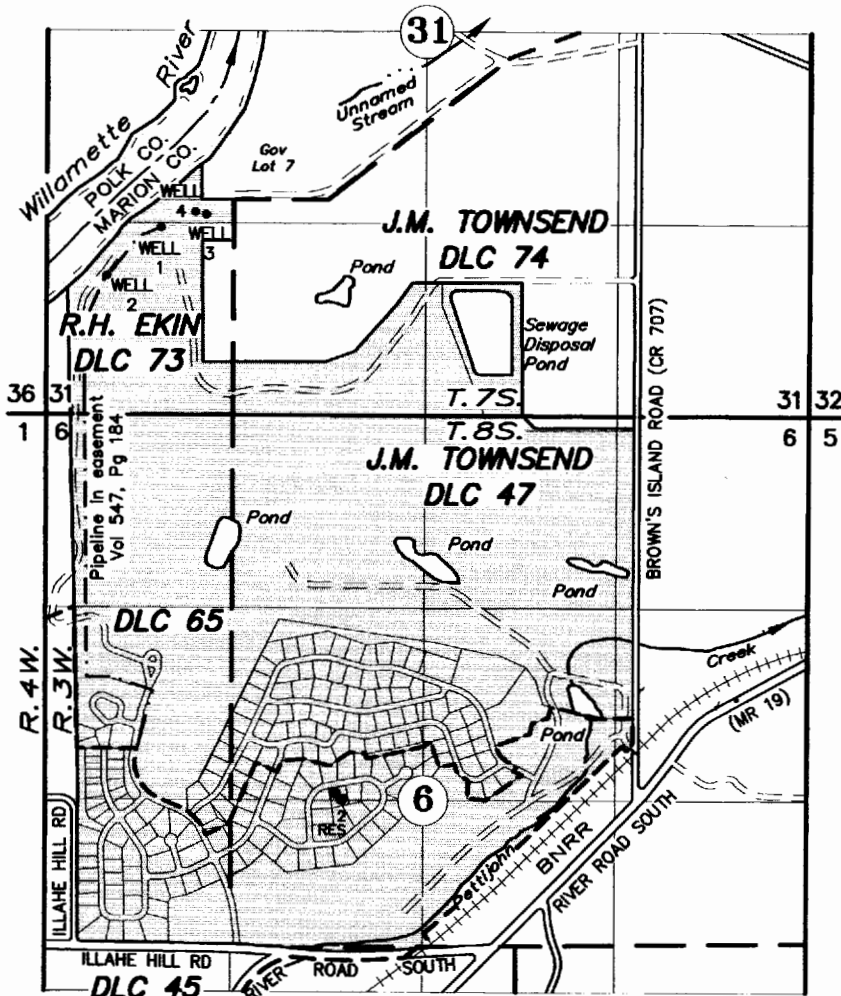 31
Willamette River
Unnamed
Stream
POLK CO.
MARION CO.
Gov
Lot 7
WELL
4
WELL
3
WELL
1
WELL
2
J.M. TOWNSEND
DLC 74
Pond
R.H. EKIN
DLC 73
Sewage
Disposal
Pond
BROWN'S ISLAND ROAD (CR 707)
36 31
1 6
T. 7S.
T. 8S.
31 32
6 5
Pipeline in easement
Vol 547, Pg 184
J.M. TOWNSEND
DLC 47
Pond
Pond
Pond
DLC 65
R. 4W.
R. 3W.
Creek
(MR 19)
Pond
6
2
RES
Pettijohn
BNRR
RIVER ROAD SOUTH
ILLAHE HILL RD
ILLAHE HILL RD
DLC 45
RIVER ROAD SOUTH